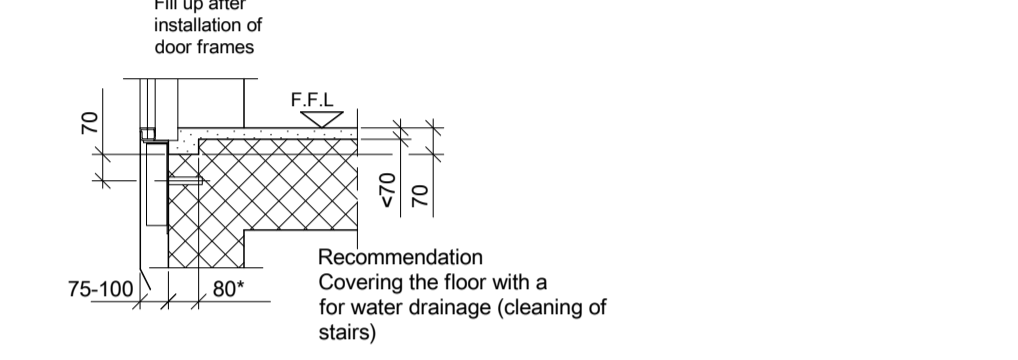 Fill up after
installation of
door frames
F.F.L
70
<70
70
Recommendation
Covering the floor with a
for water drainage (cleaning of
stairs)
75-100
80*